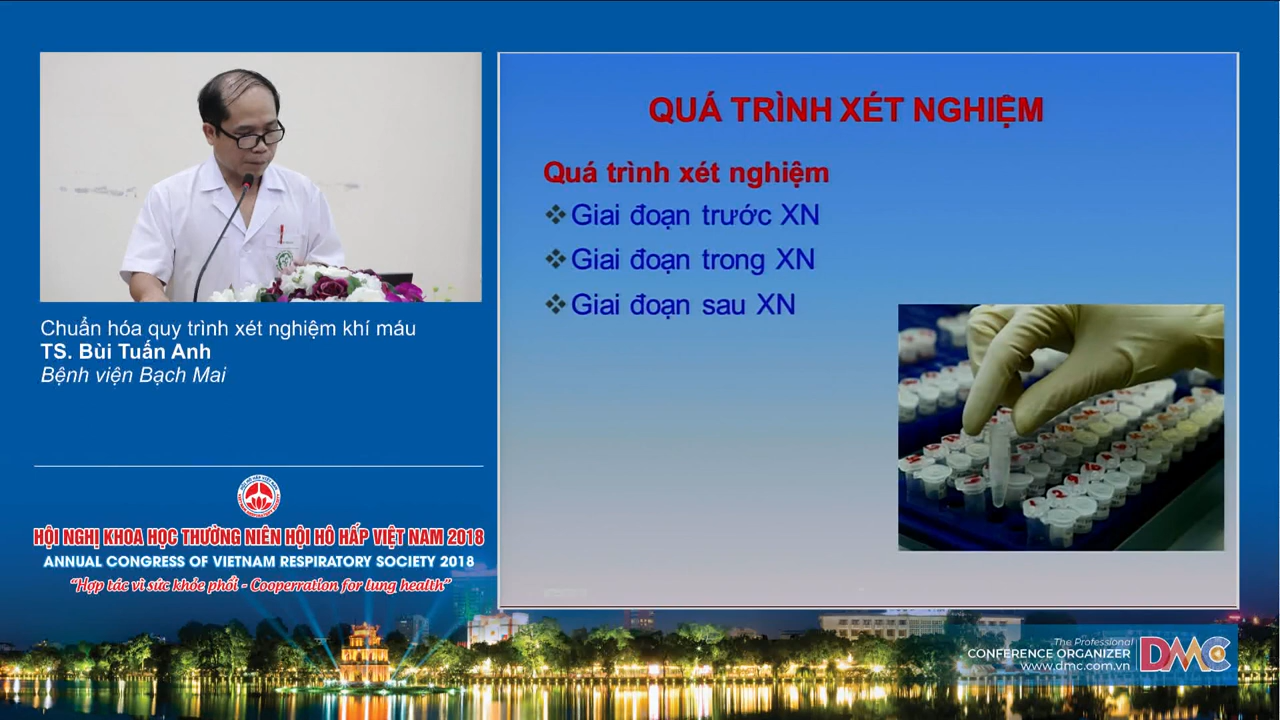 Chuẩn hóa quy trình xét nghiệm khí máu
TS. Bùi Tuấn Anh
Bệnh viện Bạch Mai
HỘI NGHỊ KHOA HỌC THƯỜNG NIÊN HỘI HÔ HẤP VIỆT NAM 2018
ANNUAL CONGRESS OF VIETNAM RESPIRATORY SOCIETY 2018
“Hợp tác vì sức khỏe phổi - Cooperration for lung health”
QUÁ TRÌNH XÉT NGHIỆM
Quá trình xét nghiệm
❖ Giai đoạn trước XN
❖ Giai đoạn trong XN
❖ Giai đoạn sau XN
The Professional
CONFERENCE ORGANIZER
www.dmc.com.vn
DMC